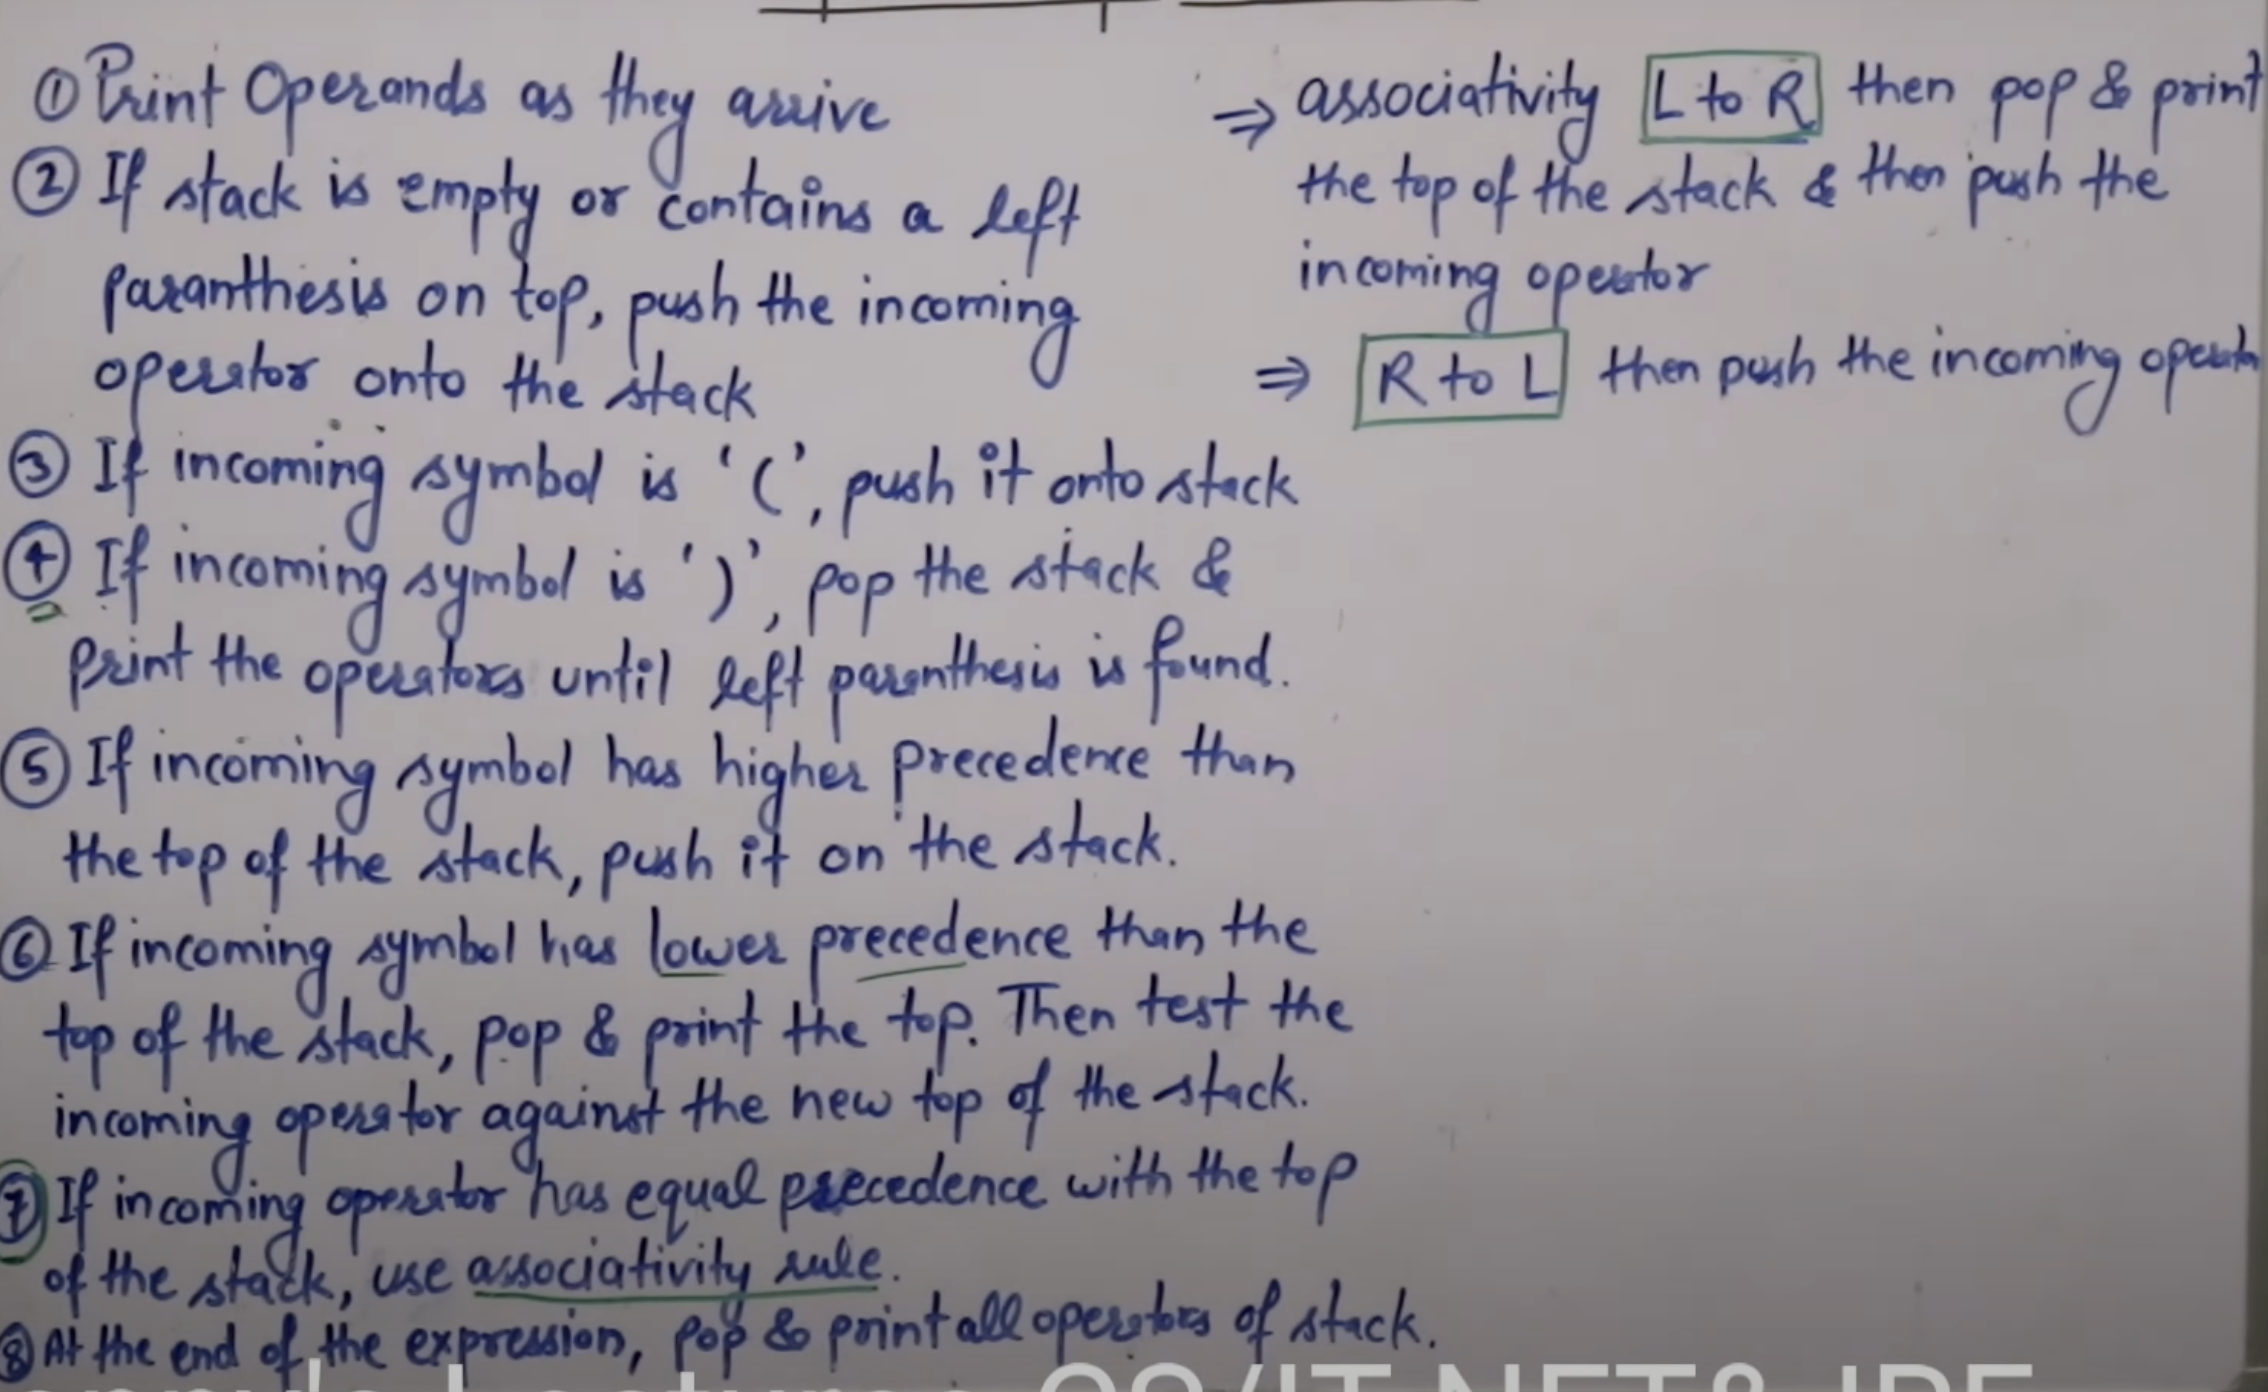 ① Print Operands as they arrive
② If stack is empty or contains a left
paranthesis on top, push the incoming
operator onto the stack
③ If incoming symbol is '(', push it onto stack
④ If incoming symbol is ')', pop the stack &
print the operators until left parenthesis is found.
⑤ If incoming symbol has higher precedence than
the top of the stack, push it on the stack.
⑥ If incoming symbol has lower precedence than the
top of the stack, pop & print the top. Then test the
incoming operator against the new top of the stack.
⑦ If incoming operator has equal precedence with the top
of the stack, use associativity rule.
⑧ At the end of the expression, pop & print all operators of stack.
⇒ associativity L to R then pop & print
the top of the stack & then push the
incoming operator
⇒ R to L then push the incoming operator
Lectures CS/IT NET& JRF